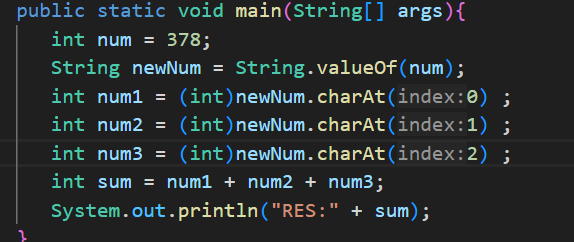 public static void main(String[] args){
int num = 378;
String newNum = String.valueOf(num);
int num1 = (int)newNum.charAt(index:0) ;
int num2 = (int)newNum.charAt(index:1) ;
int num3 = (int)newNum.charAt(index:2) ;
int sum = num1 + num2 + num3;
System.out.println("RES:" + sum);
}